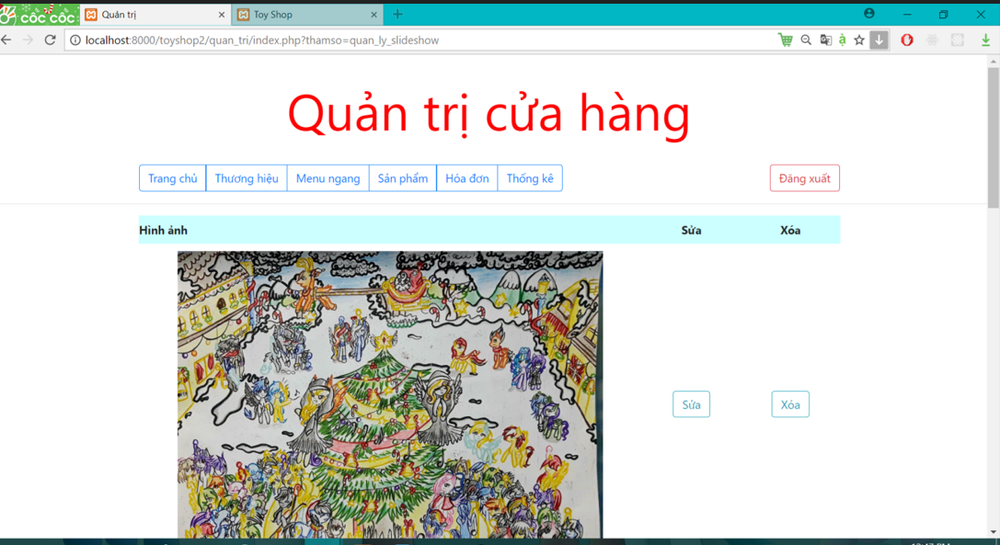 cốc cốc
Quản trị
Toy Shop
localhost:8000/toyshop2/quan_tri/index.php?thamso=quan_ly_slideshow
Quản trị cửa hàng
Trang chủ Thương hiệu Menu ngang Sản phẩm Hóa đơn Thống kê Đăng xuất
Hình ảnh Sửa Xóa
Sửa Xóa